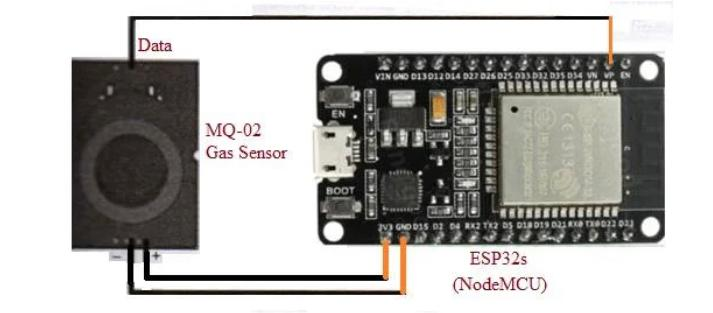 Data
VIN GND D13 D12 D14 D27 D26 D25 D33 D32 D35 D34 VN VP EN
EN
MQ-02
Gas Sensor
BOOT
3V3 GND D15 D2 D4 RX2 TX2 D5 D18 D19 D21 RX0 TX0 D22 D23
- +
ESP32s
(NodeMCU)